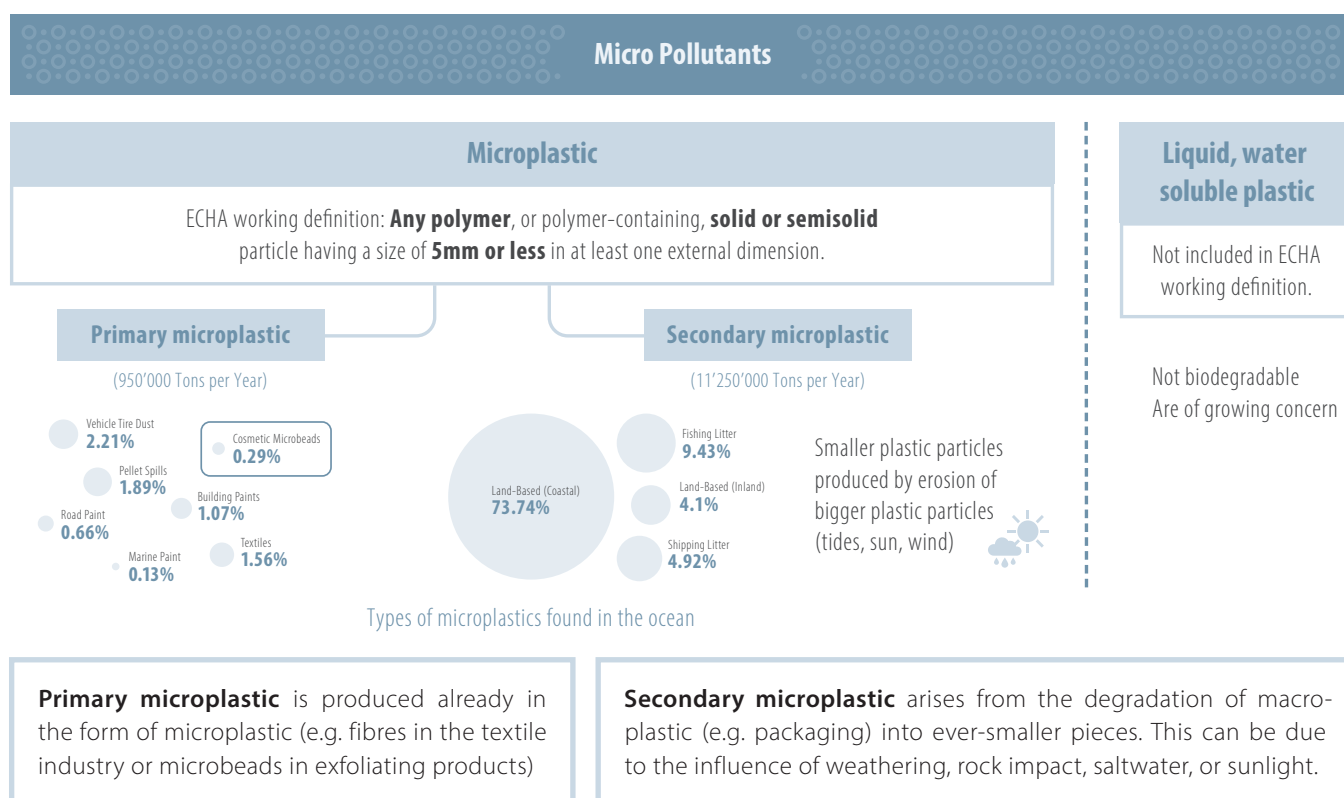 Micro Pollutants
Microplastic
ECHA working definition: Any polymer, or polymer-containing, solid or semisolid
particle having a size of 5mm or less in at least one external dimension.
Primary microplastic
(950’000 Tons per Year)
Vehicle Tire Dust
2.21%
Cosmetic Microbeads
0.29%
Pellet Spills
1.89%
Building Paints
1.07%
Road Paint
0.66%
Textiles
1.56%
Marine Paint
0.13%
Secondary microplastic
(11’250’000 Tons per Year)
Land-Based (Coastal)
73.74%
Fishing Litter
9.43%
Land-Based (Inland)
4.1%
Shipping Litter
4.92%
Smaller plastic particles
produced by erosion of
bigger plastic particles
(tides, sun, wind)
Types of microplastics found in the ocean
Liquid, water
soluble plastic
Not included in ECHA
working definition.
Not biodegradable
Are of growing concern
Primary microplastic is produced already in
the form of microplastic (e.g. fibres in the textile
industry or microbeads in exfoliating products)
Secondary microplastic arises from the degradation of macro-
plastic (e.g. packaging) into ever-smaller pieces. This can be due
to the influence of weathering, rock impact, saltwater, or sunlight.